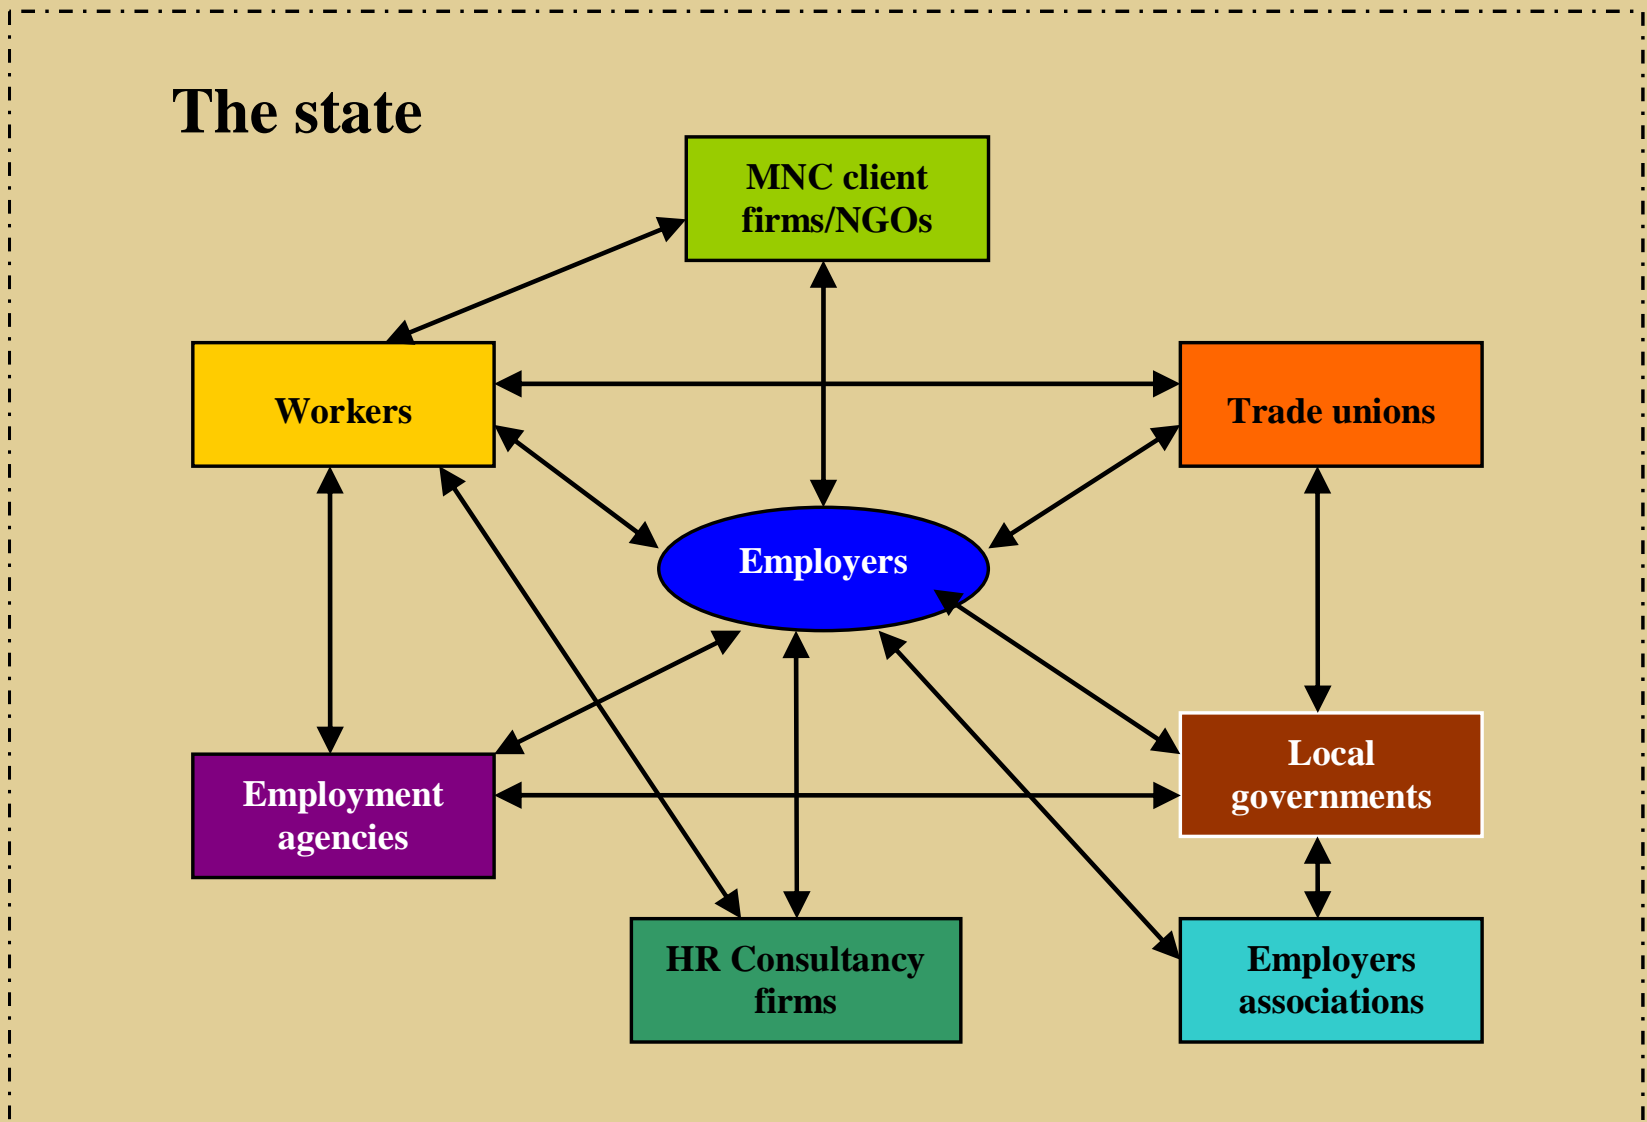 The state
MNC client
firms/NGOs
Workers
Trade unions
Employers
Employment
agencies
Local
governments
HR Consultancy
firms
Employers
associations